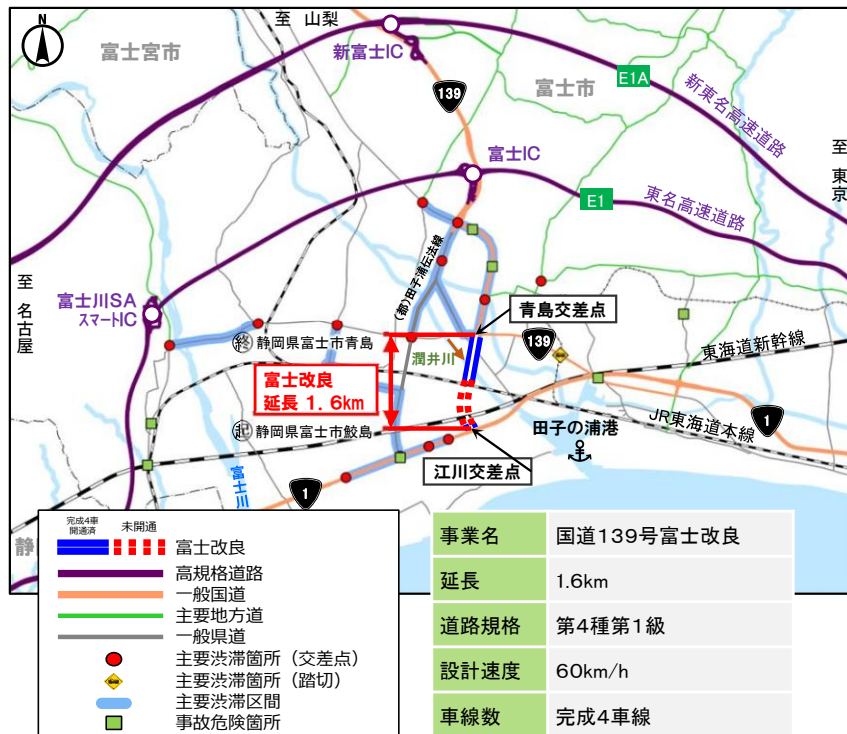 至 山梨
N
富士宮市
新富士IC
富士市
E1A
139
新東名高速道路
富士IC
至 東京
E1
東名高速道路
(都)田子浦伝法線
至 名古屋
富士川SA
スマートIC
青島交差点
終 静岡県富士市青島
潤井川
139
東海道新幹線
富士改良
延長 1.6km
起 静岡県富士市鮫島
田子の浦港
JR東海道本線
1
江川交差点
富士川
1
静
完成4車
開通済
未開通
富士改良
高規格道路
一般国道
主要地方道
一般県道
主要渋滞箇所(交差点)
主要渋滞箇所(踏切)
主要渋滞区間
事故危険箇所
事業名 国道139号富士改良
延長 1.6km
道路規格 第4種第1級
設計速度 60km/h
車線数 完成4車線